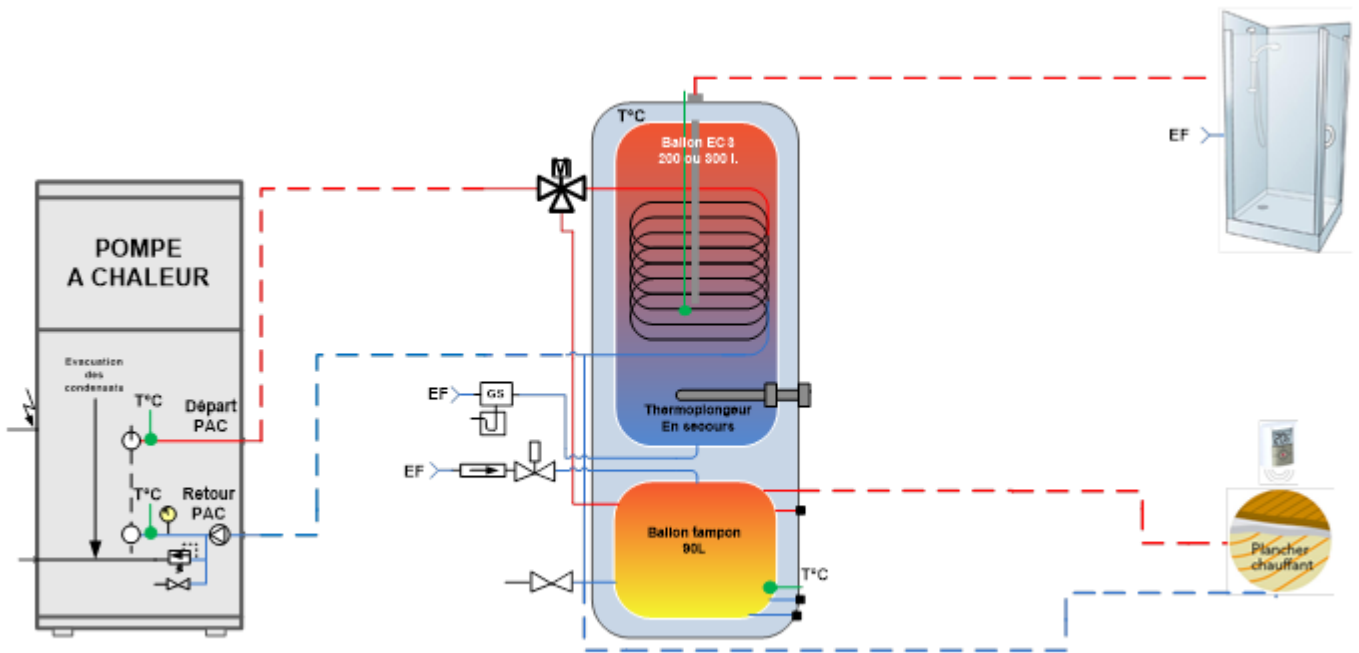 T°C
Ballon EC8
200 ou 300 l.
EF
M
POMPE
A CHALEUR
Evacuation
des
condensats
T°C
Départ
PAC
EF
GS
Thermoplongeur
En secours
EF
T°C
Retour
PAC
Ballon tampon
90L
T°C
Plancher
chauffant